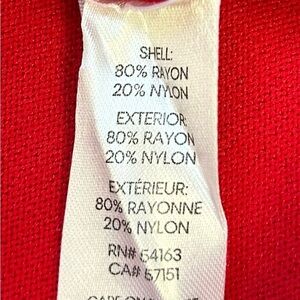 SHELL:
80% RAYON
20% NYLON
EXTERIOR:
80% RAYON
20% NYLON
EXTÉRIEUR:
80% RAYONNE
20% NYLON
RN# 54163
CA# 57151